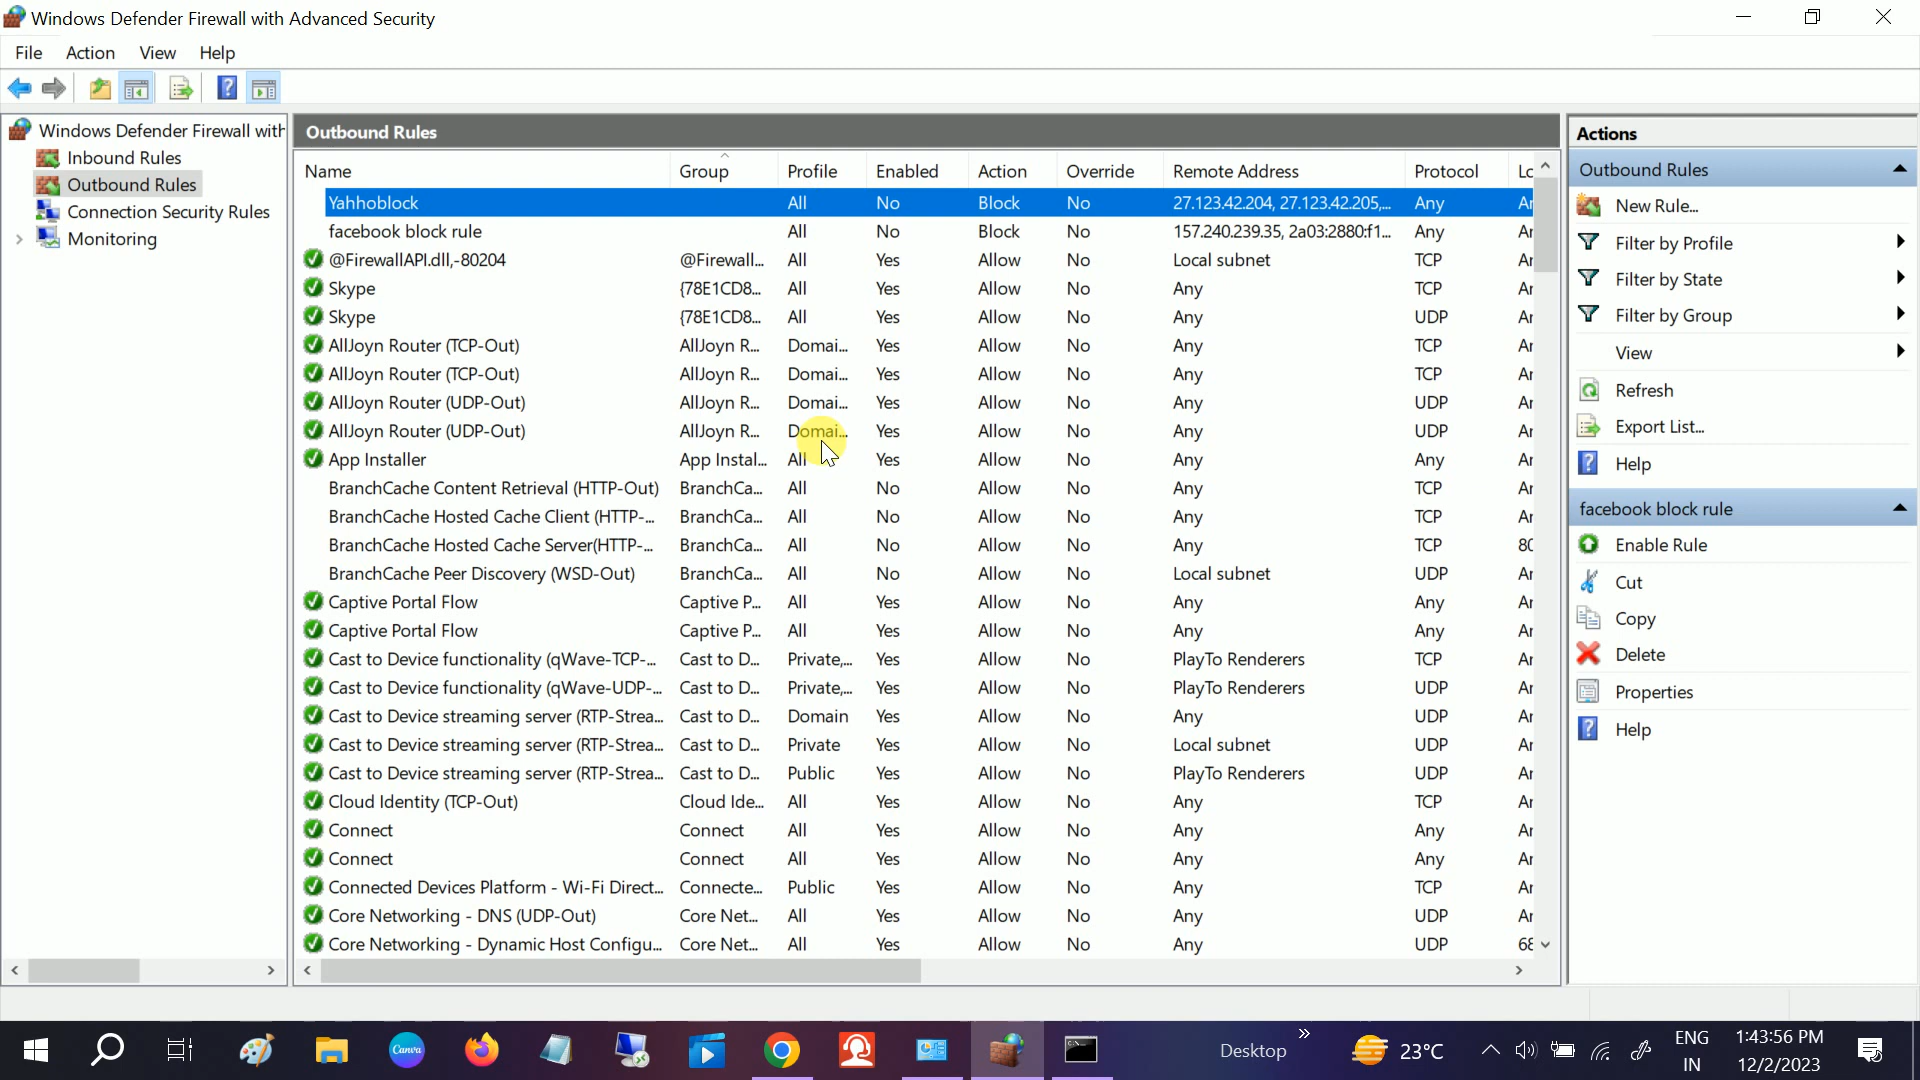 Windows Defender Firewall with Advanced Security
File Action View Help
Windows Defender Firewall with
Inbound Rules
Outbound Rules
Connection Security Rules
Monitoring
Outbound Rules
Name Group Profile Enabled Action Override Remote Address Protocol
Yahhoblock All No Block No 27.123.42.204, 27.123.42.205,... Any
facebook block rule All No Block No 157.240.239.35, 2a03:2880:f1... Any
@FirewallAPI.dll,-80204 @Firewall... All Yes Allow No Local subnet TCP
Skype {78E1CD8... All Yes Allow No Any TCP
Skype {78E1CD8... All Yes Allow No Any UDP
AllJoyn Router (TCP-Out) AllJoyn R... Domai... Yes Allow No Any TCP
AllJoyn Router (TCP-Out) AllJoyn R... Domai... Yes Allow No Any TCP
AllJoyn Router (UDP-Out) AllJoyn R... Domai... Yes Allow No Any UDP
AllJoyn Router (UDP-Out) AllJoyn R... Domai... Yes Allow No Any UDP
App Installer App Instal... All Yes Allow No Any Any
BranchCache Content Retrieval (HTTP-Out) BranchCa... All No Allow No Any TCP
BranchCache Hosted Cache Client (HTTP-... BranchCa... All No Allow No Any TCP
BranchCache Hosted Cache Server(HTTP-... BranchCa... All No Allow No Any TCP
BranchCache Peer Discovery (WSD-Out) BranchCa... All No Allow No Local subnet UDP
Captive Portal Flow Captive P... All Yes Allow No Any Any
Captive Portal Flow Captive P... All Yes Allow No Any Any
Cast to Device functionality (qWave-TCP-... Cast to D... Private,... Yes Allow No PlayTo Renderers TCP
Cast to Device functionality (qWave-UDP-... Cast to D... Private,... Yes Allow No PlayTo Renderers UDP
Cast to Device streaming server (RTP-Strea... Cast to D... Domain Yes Allow No Any UDP
Cast to Device streaming server (RTP-Strea... Cast to D... Private Yes Allow No Local subnet UDP
Cast to Device streaming server (RTP-Strea... Cast to D... Public Yes Allow No PlayTo Renderers UDP
Cloud Identity (TCP-Out) Cloud Ide... All Yes Allow No Any TCP
Connect Connect All Yes Allow No Any Any
Connect Connect All Yes Allow No Any Any
Connected Devices Platform - Wi-Fi Direct... Connecte... Public Yes Allow No Any TCP
Core Networking - DNS (UDP-Out) Core Net... All Yes Allow No Any UDP
Core Networking - Dynamic Host Configu... Core Net... All Yes Allow No Any UDP
Actions
Outbound Rules
New Rule...
Filter by Profile
Filter by State
Filter by Group
View
Refresh
Export List...
Help
facebook block rule
Enable Rule
Cut
Copy
Delete
Properties
Help
Canva
Desktop
23°C
ENG
IN
1:43:56 PM
12/2/2023